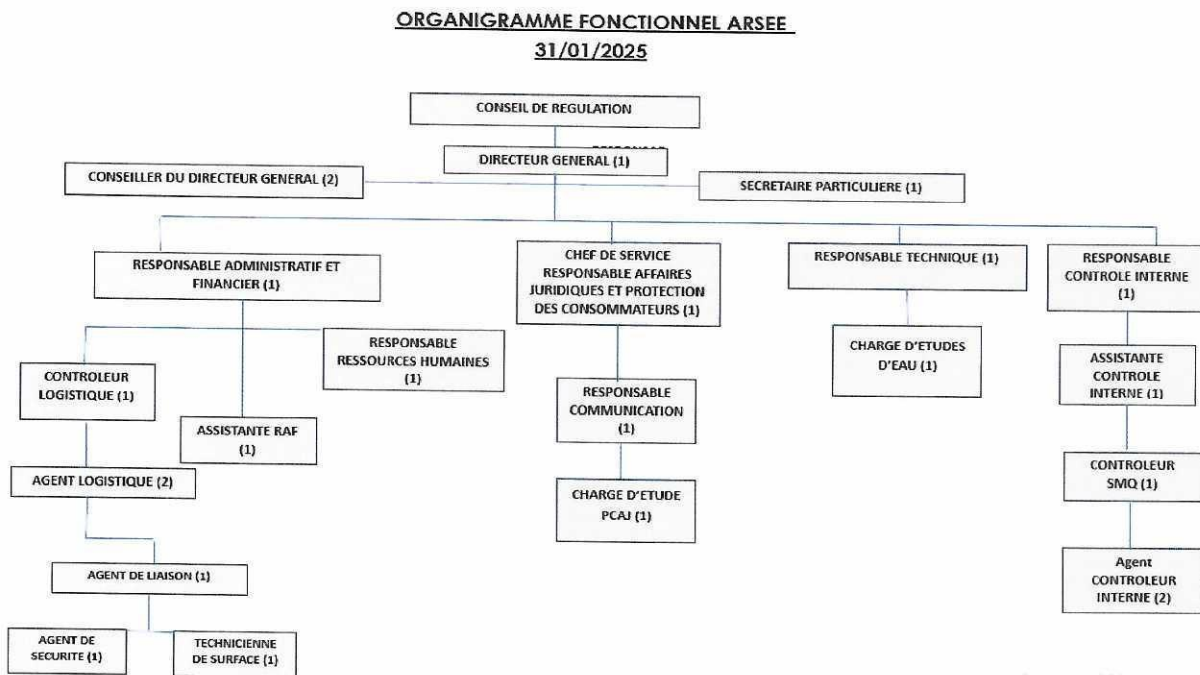 ORGANIGRAMME FONCTIONNEL ARSEE
31/01/2025
CONSEIL DE REGULATION
DIRECTEUR GENERAL (1)
CONSEILLER DU DIRECTEUR GENERAL (2)
SECRETAIRE PARTICULIERE (1)
RESPONSABLE ADMINISTRATIF ET
FINANCIER (1)
CHEF DE SERVICE
RESPONSABLE AFFAIRES
JURIDIQUES ET PROTECTION
DES CONSOMMATEURS (1)
RESPONSABLE TECHNIQUE (1)
RESPONSABLE
CONTROLE INTERNE
(1)
RESPONSABLE
RESSOURCES HUMAINES
(1)
CHARGE D'ETUDES
D'EAU (1)
ASSISTANTE
CONTROLE
INTERNE (1)
CONTROLEUR
LOGISTIQUE (1)
RESPONSABLE
COMMUNICATION
(1)
ASSISTANTE RAF
(1)
AGENT LOGISTIQUE (2)
CONTROLEUR
SMQ (1)
CHARGE D'ETUDE
PCAJ (1)
AGENT DE LIAISON (1)
Agent
CONTROLEUR
INTERNE (2)
AGENT DE
SECURITE (1)
TECHNICIENNE
DE SURFACE (1)